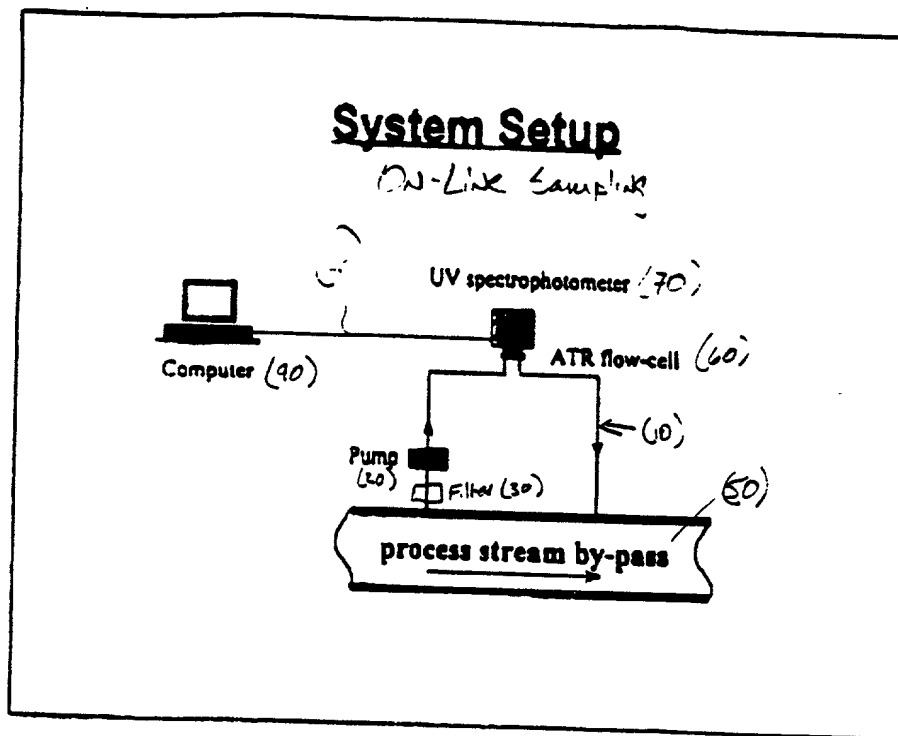 System Setup
On-Line Sampling
UV spectrophotometer (70)
ATR flow-cell (60)
Computer (90)
(10)
Pump
(20)
Filter (30)
(50)
process stream by-pass